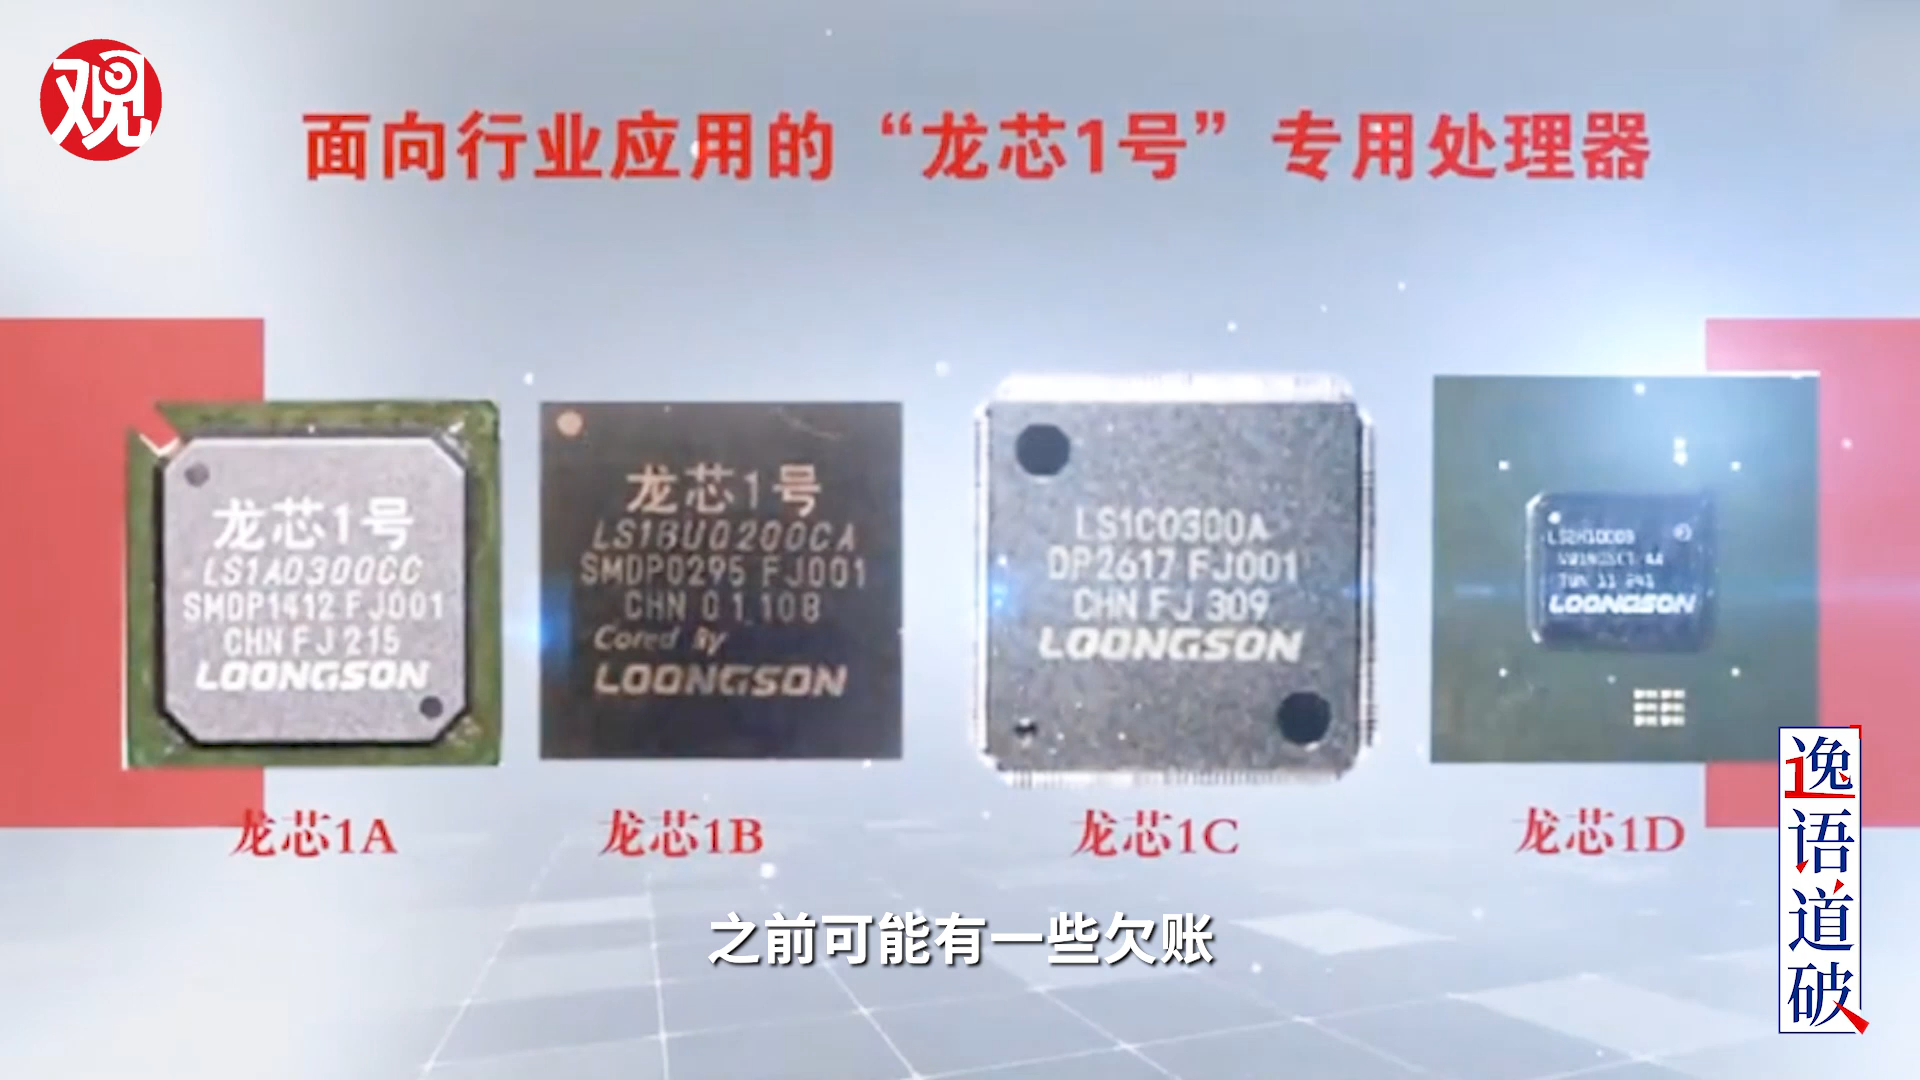 观
面向行业应用的“龙芯1号”专用处理器
龙芯1号
LS1A0300CC
SMDP1412 FJ001
CHN FJ 215
LOONGSON
龙芯1号
LS1BU0200CA
SMDP0295 FJ001
CHN 01.108
Cored By
LOONGSON
LS1C0300A
DP2617 FJ001
CHN FJ 309
LOONGSON
LOONGSON
龙芯1A
龙芯1B
龙芯1C
龙芯1D
之前可能有一些欠账
逸语道破